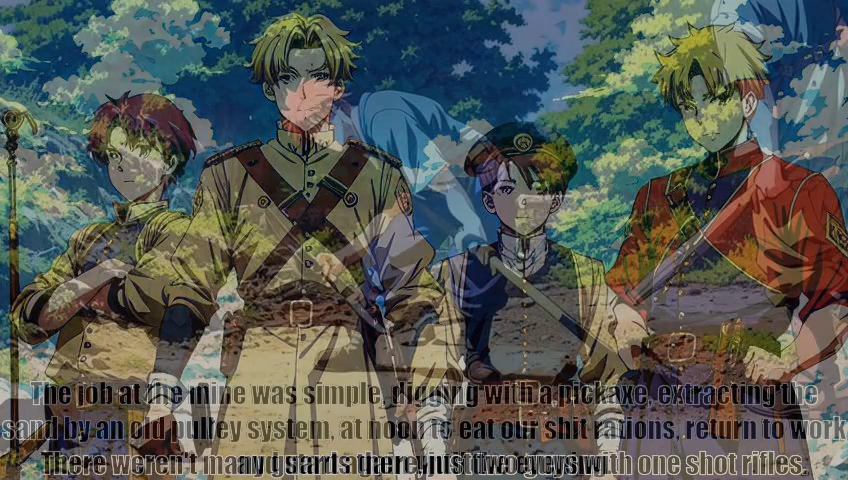 The job at the mine was simple, digging with a pickaxe, extracting the
sand by an old pulley system, at noon to eat our shit rations, return to work
There weren't many guards there, just two guys with one shot rifles.